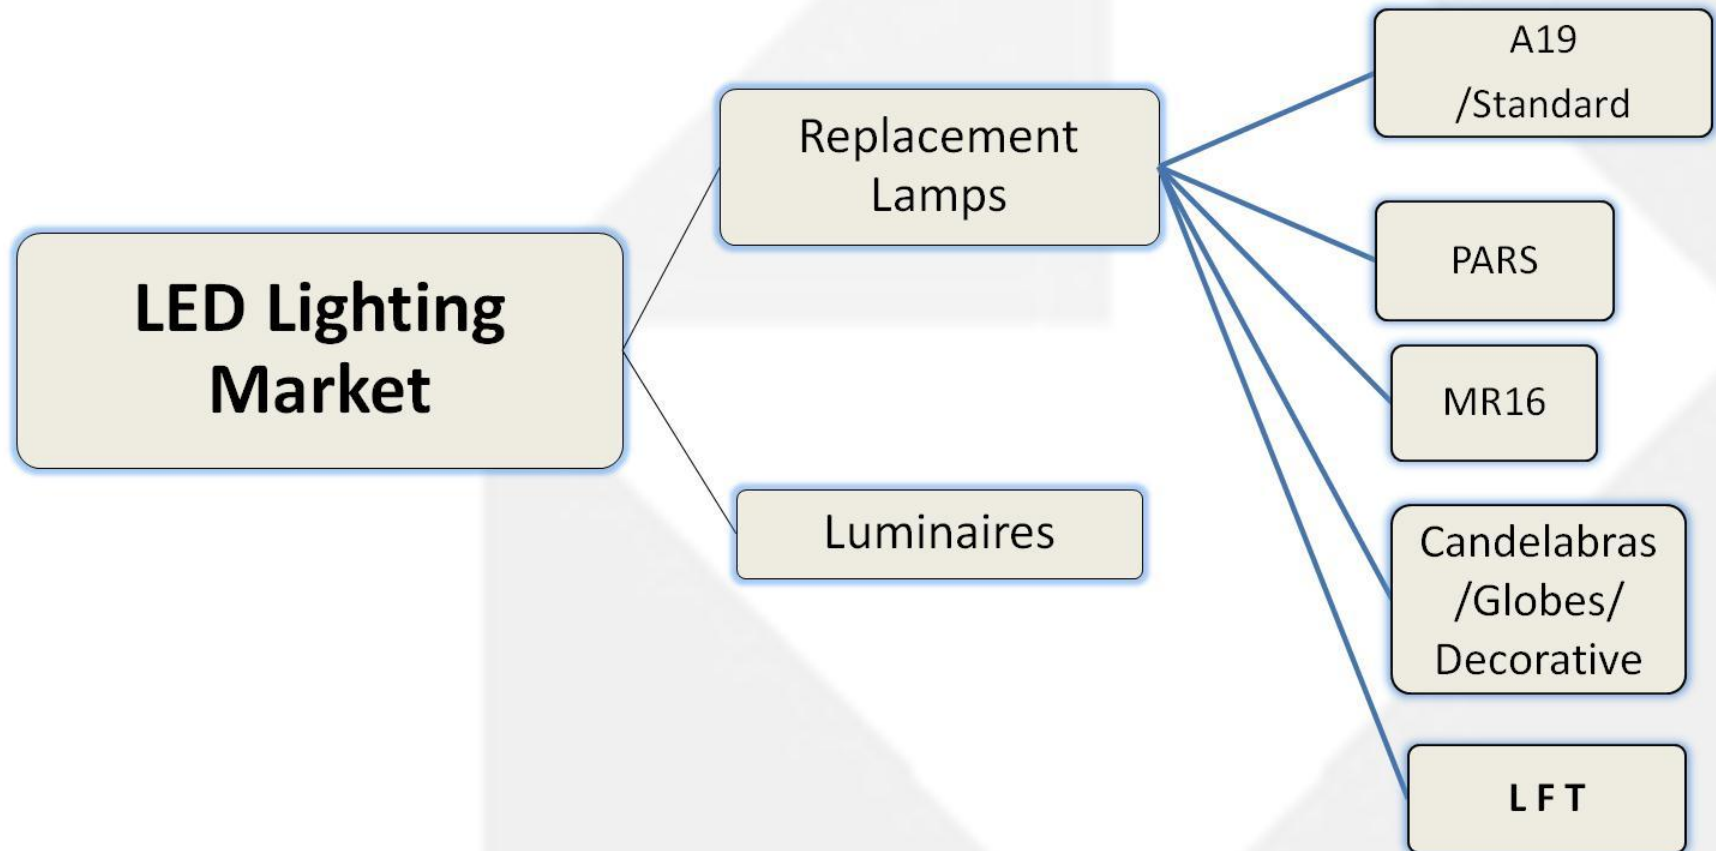 LED Lighting
Market
Replacement
Lamps
Luminaires
A19
/Standard
PARS
MR16
Candelabras
/Globes/
Decorative
L F T